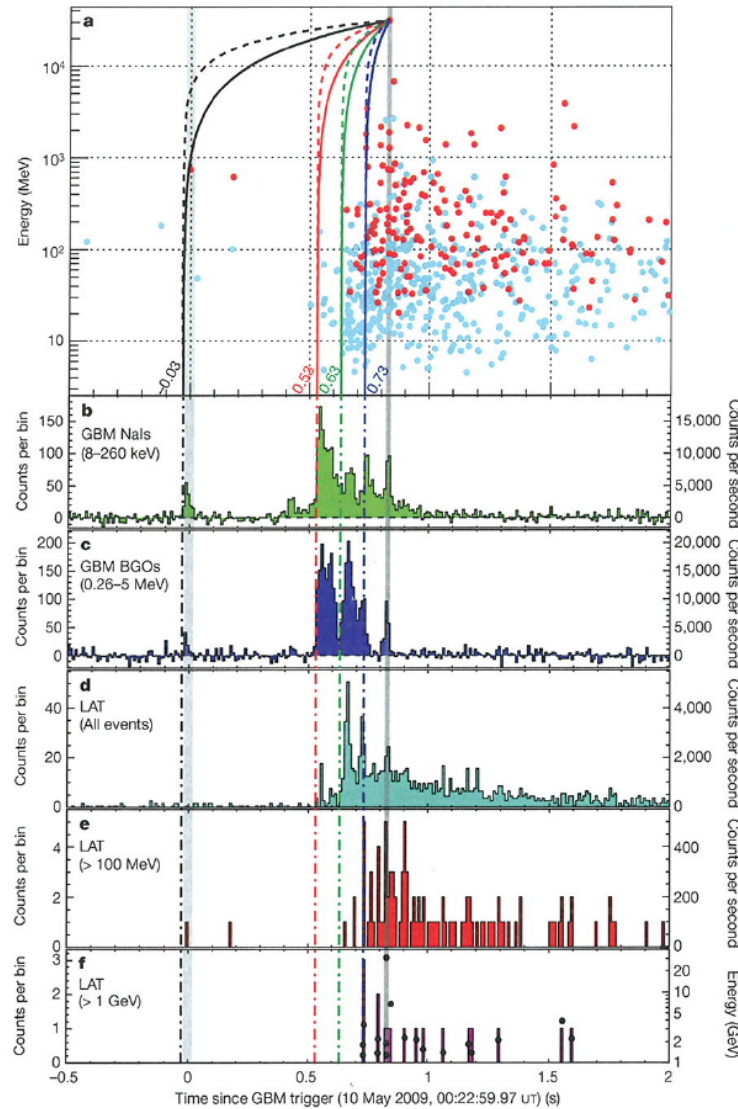 a
10⁴
10³
10²
10
Energy (MeV)
−0.03
0.53
0.63
0.73
b
GBM NaIs
(8–260 keV)
150
100
50
0
Counts per bin
15,000
10,000
5,000
0
Counts per second
c
GBM BGOs
(0.26–5 MeV)
200
150
100
50
0
Counts per bin
20,000
15,000
10,000
5,000
0
Counts per second
d
LAT
(All events)
40
20
0
Counts per bin
4,000
2,000
0
Counts per second
e
LAT
(> 100 MeV)
4
2
0
Counts per bin
400
200
0
Counts per second
f
LAT
(> 1 GeV)
3
2
1
0
Counts per bin
20
10
5
2
1
Energy (GeV)
−0.5
0
0.5
1
1.5
2
Time since GBM trigger (10 May 2009, 00:22:59.97 UT) (s)